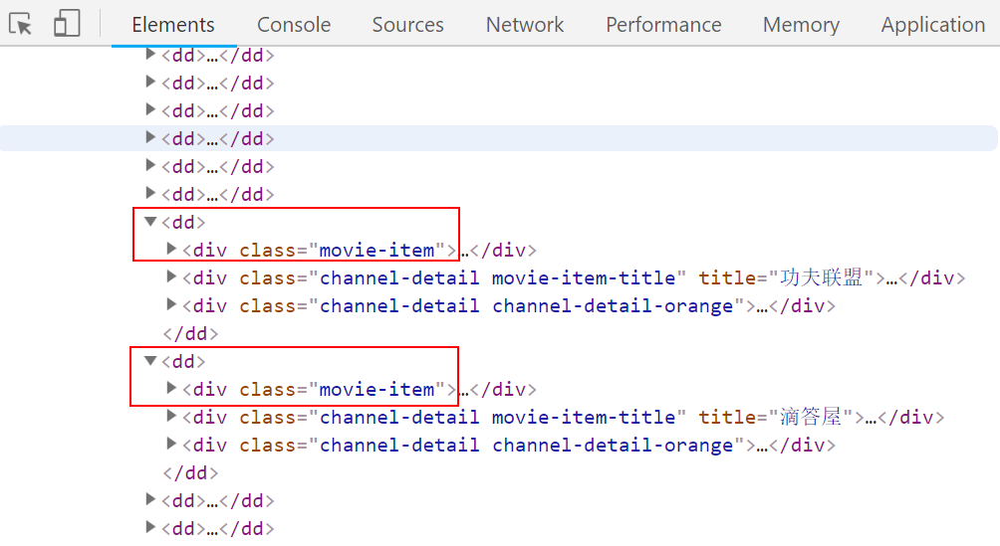 Elements Console Sources Network Performance Memory Application
<dd>…</dd>
<dd>…</dd>
<dd>…</dd>
<dd>…</dd>
<dd>…</dd>
<dd>…</dd>
<dd>
<div class="movie-item">…</div>
<div class="channel-detail movie-item-title" title="功夫联盟">…</div>
<div class="channel-detail channel-detail-orange">…</div>
</dd>
<dd>
<div class="movie-item">…</div>
<div class="channel-detail movie-item-title" title="滴答屋">…</div>
<div class="channel-detail channel-detail-orange">…</div>
</dd>
<dd>…</dd>
<dd>…</dd>